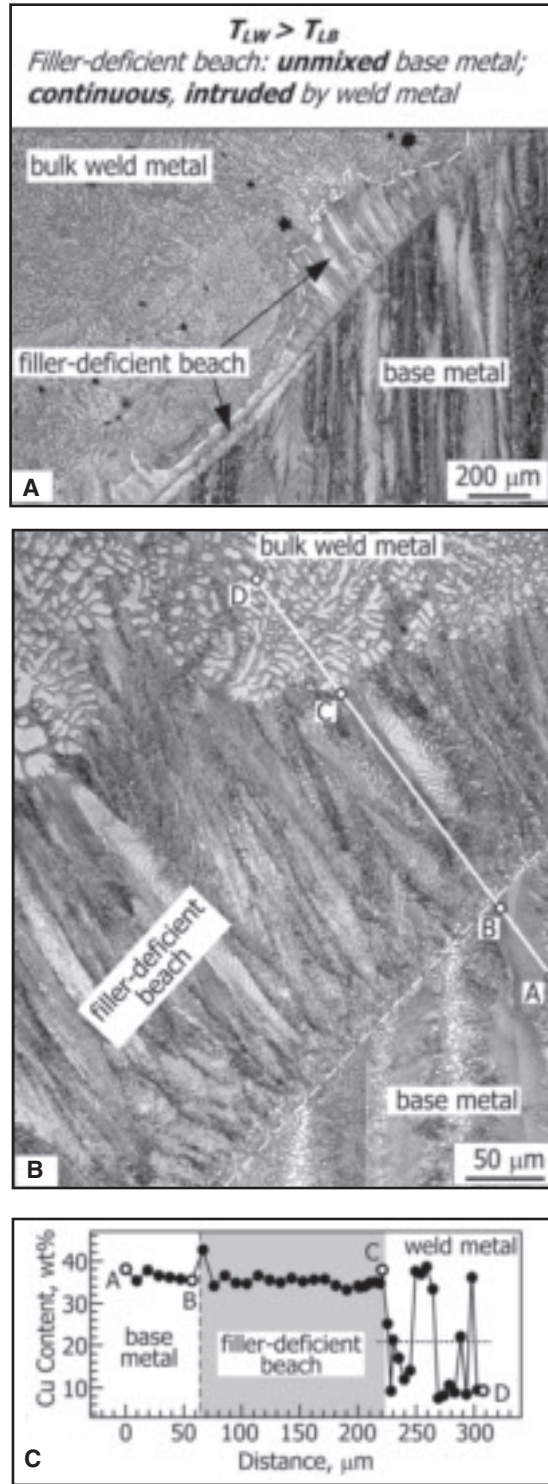 T_LW > T_LB
Filler-deficient beach: unmixed base metal;
continuous, intruded by weld metal
bulk weld metal
filler-deficient beach
base metal
200 μm
A
bulk weld metal
D
C
filler-deficient
beach
B
A
base metal
50 μm
B
Cu Content, wt%
40
30
20
10
A
B
C
weld metal
base
metal
filler-deficient
beach
D
0 50 100 150 200 250 300
Distance, μm
C